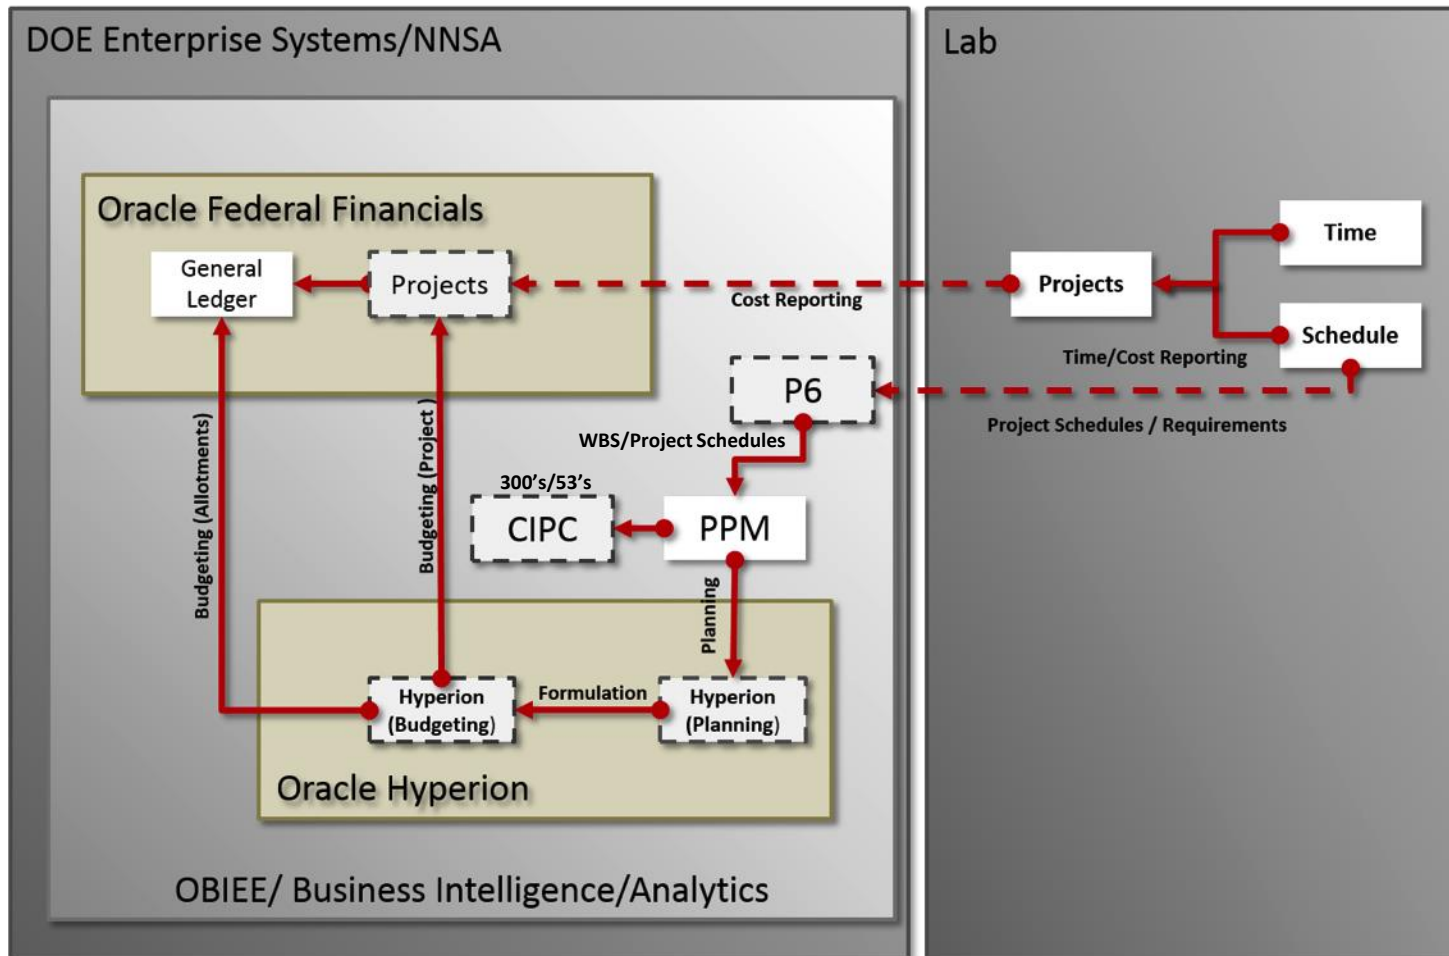 DOE Enterprise Systems/NNSA
Lab
Oracle Federal Financials
General
Ledger
Projects
Cost Reporting
Projects
Time
Schedule
Time/Cost Reporting
Project Schedules / Requirements
P6
WBS/Project Schedules
300's/53's
CIPC
PPM
Budgeting (Allotments)
Budgeting (Project )
Planning
Hyperion
(Budgeting)
Formulation
Hyperion
(Planning)
Oracle Hyperion
OBIEE/ Business Intelligence/Analytics